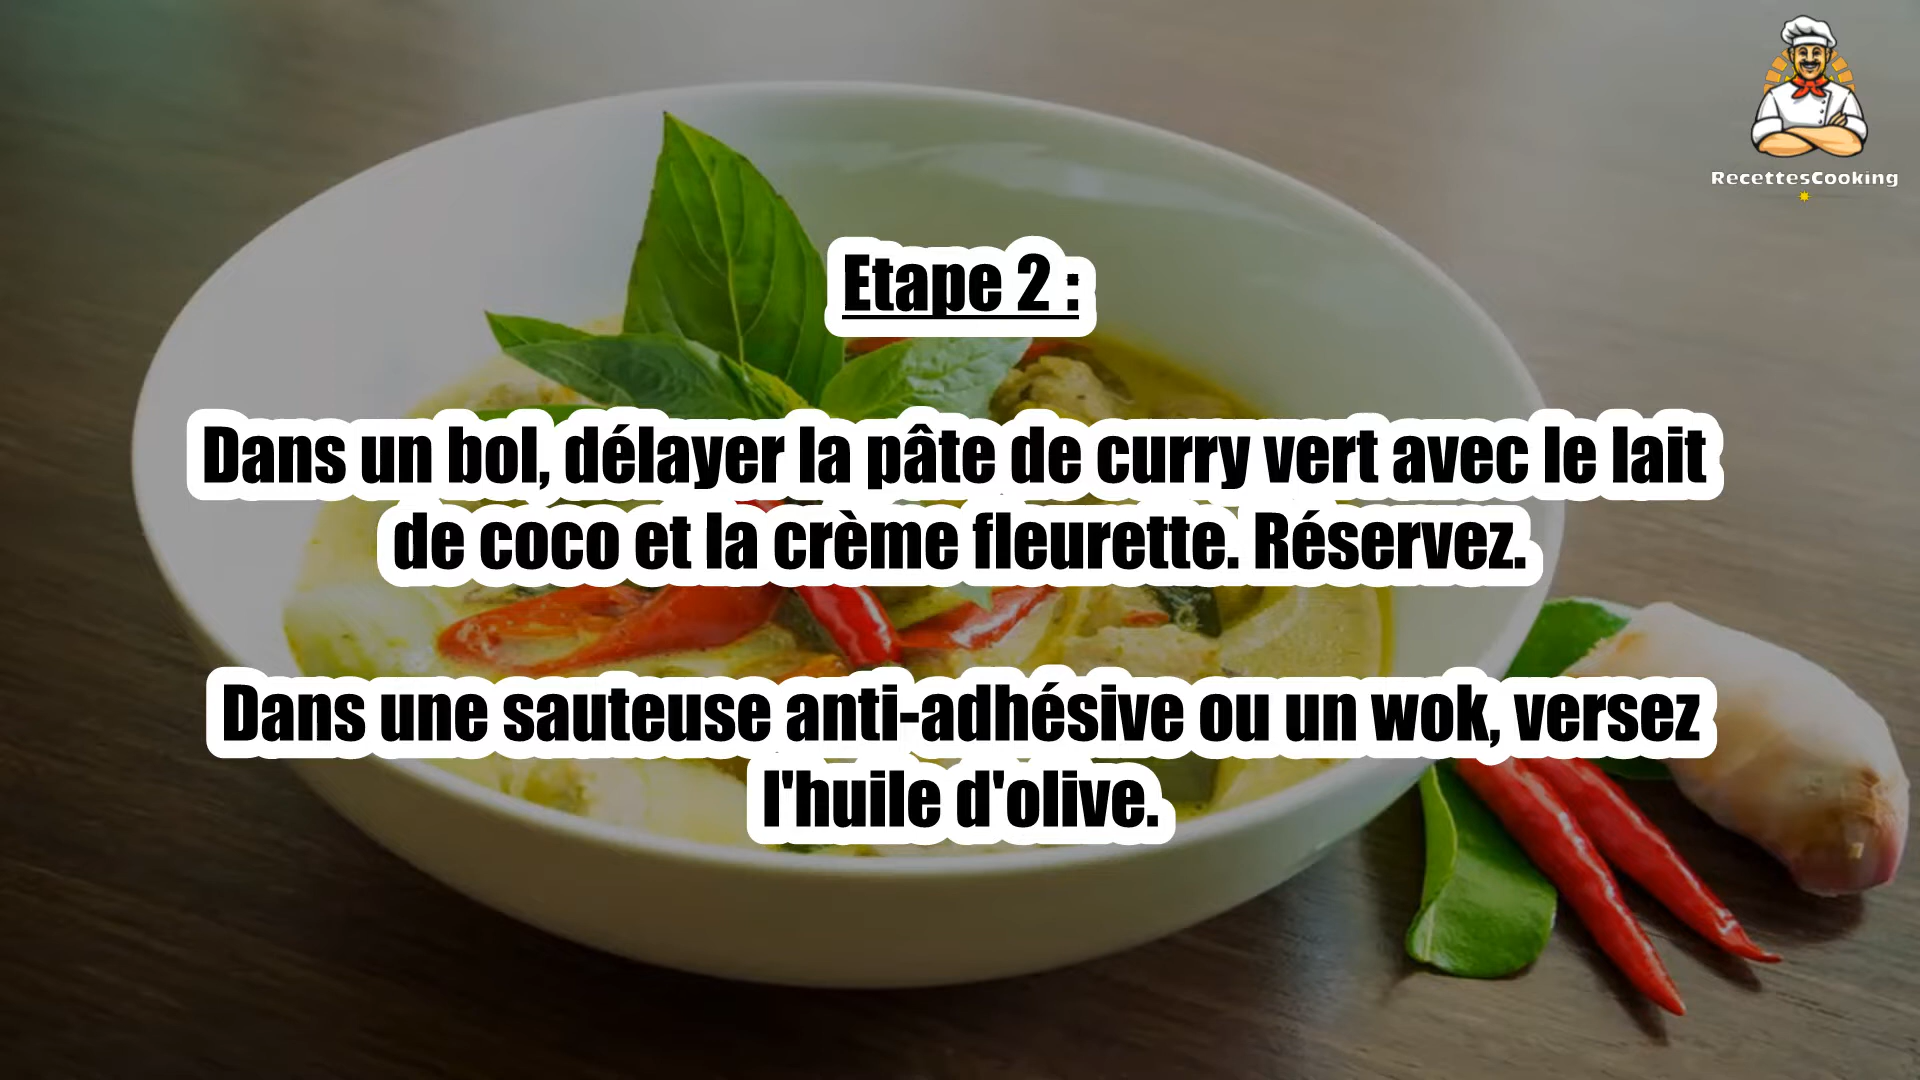 RecettesCooking
Etape 2 :
Dans un bol, délayer la pâte de curry vert avec le lait
de coco et la crème fleurette. Réservez.
Dans une sauteuse anti-adhésive ou un wok, versez
l'huile d'olive.